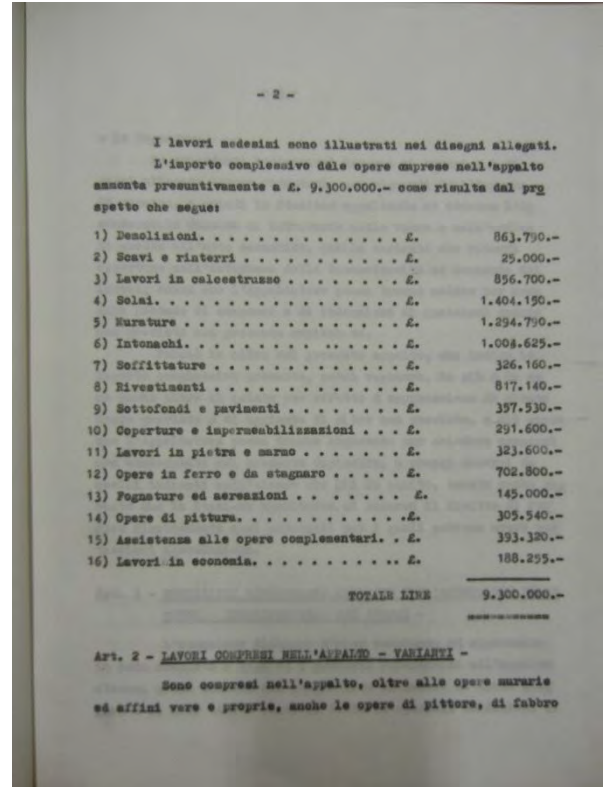 - 2 -
I lavori medesimi sono illustrati nei disegni allegati.
L'importo complessivo ddle opere omprese nell'appalto
ammonta presuntivamente a £. 9.300.000.- come risulta dal pro
spetto che segue:
1) Demolizioni. . . . . . . . . . . . . . £. 863.790.-
2) Scavi e rinterri . . . . . . . . . . . £. 25.000.-
3) Lavori in calcestruzzo . . . . . . . . £. 856.700.-
4) Solai. . . . . . . . . . . . . . . . . £. 1.404.150.-
5) Murature . . . . . . . . . . . . . . . £. 1.294.790.-
6) Intonachi. . . . . . . . . .. . . . . £. 1.004.625.-
7) Soffittature . . . . . . . . . . . . . £. 326.160.-
8) Rivestimenti . . . . . . . . . . . . . £. 817.140.-
9) Sottofondi e pavimenti . . . . . . . . £. 357.530.-
10) Coperture e impermeabilizzazioni . . . £. 291.600.-
11) Lavori in pietra e marmo . . . . . . . £. 323.600.-
12) Opere in ferro e da stagnaro . . . . . £. 702.800.-
13) Fognature ed aereazioni . . . . . . . £. 145.000.-
14) Opere di pittura. . . . . . . . . . . .£. 305.540.-
15) Assistenza alle opere complementari. . £. 393.320.-
16) Lavori in economia. . . . . . . . . .. £. 188.255.-
TOTALE LIRE 9.300.000.-
Art. 2 - LAVORI COMPRESI NELL'APPALTO - VARIANTI -
Sono compresi nell'appalto, oltre alle opere murarie
ed affini vere e proprie, anche le opere di pittore, di fabbro